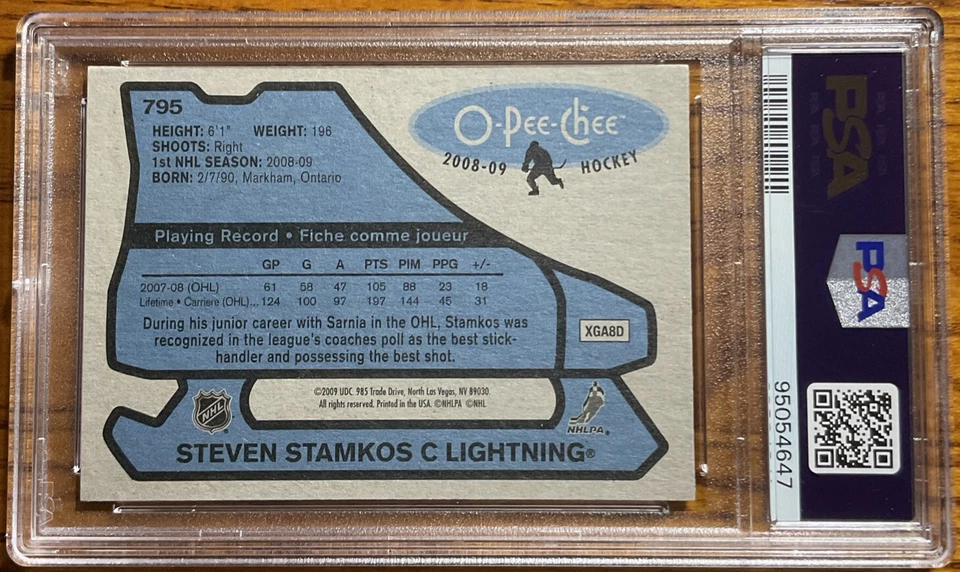 795
HEIGHT: 6'1" WEIGHT: 196
SHOOTS: Right
1st NHL SEASON: 2008-09
BORN: 2/7/90, Markham, Ontario
O-Pee-Chee™
2008-09 HOCKEY
Playing Record • Fiche comme joueur
GP G A PTS PIM PPG +/-
2007-08 (OHL) 61 58 47 105 88 23 18
Lifetime • Carriere (OHL)... 124 100 97 197 144 45 31
During his junior career with Sarnia in the OHL, Stamkos was
recognized in the league's coaches poll as the best stick-
handler and possessing the best shot.
XGA8D
©2009 UDC. 985 Trade Drive, North Las Vegas, NV 89030.
All rights reserved. Printed in the USA. ©NHLPA ©NHL
NHL
NHLPA®
STEVEN STAMKOS C LIGHTNING®
PSA
PSA
95054647